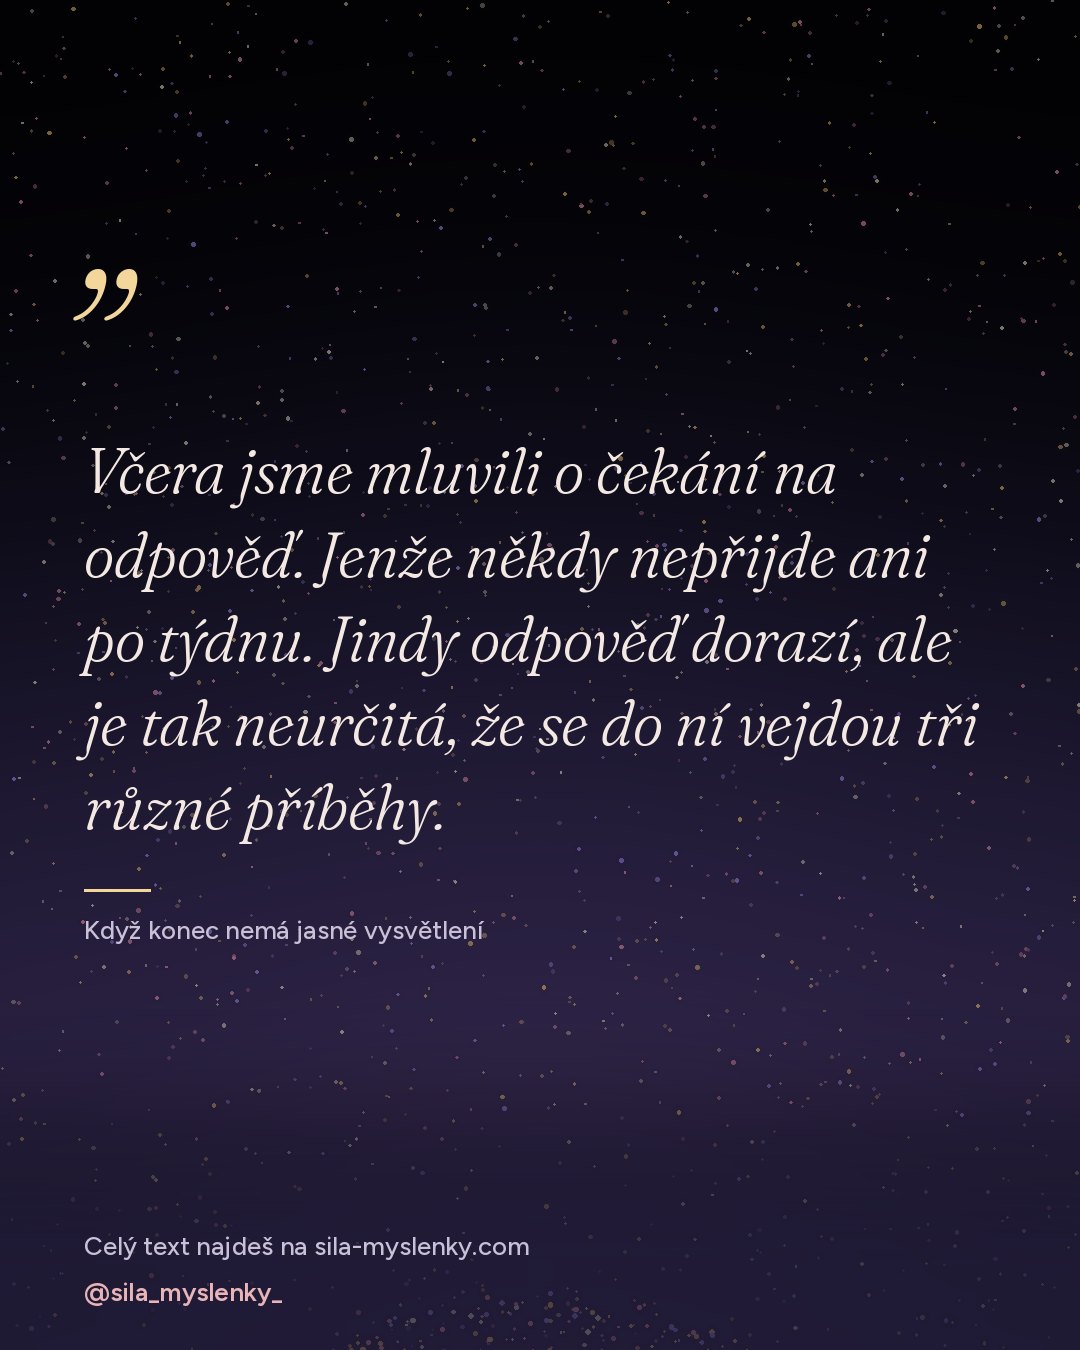 ”
Včera jsme mluvili o čekání na
odpověď. Jenže někdy nepřijde ani
po týdnu. Jindy odpověď dorazí, ale
je tak neurčitá, že se do ní vejdou tři
různé příběhy.
Když konec nemá jasné vysvětlení
Celý text najdeš na sila-myslenky.com
@sila_myslenky_